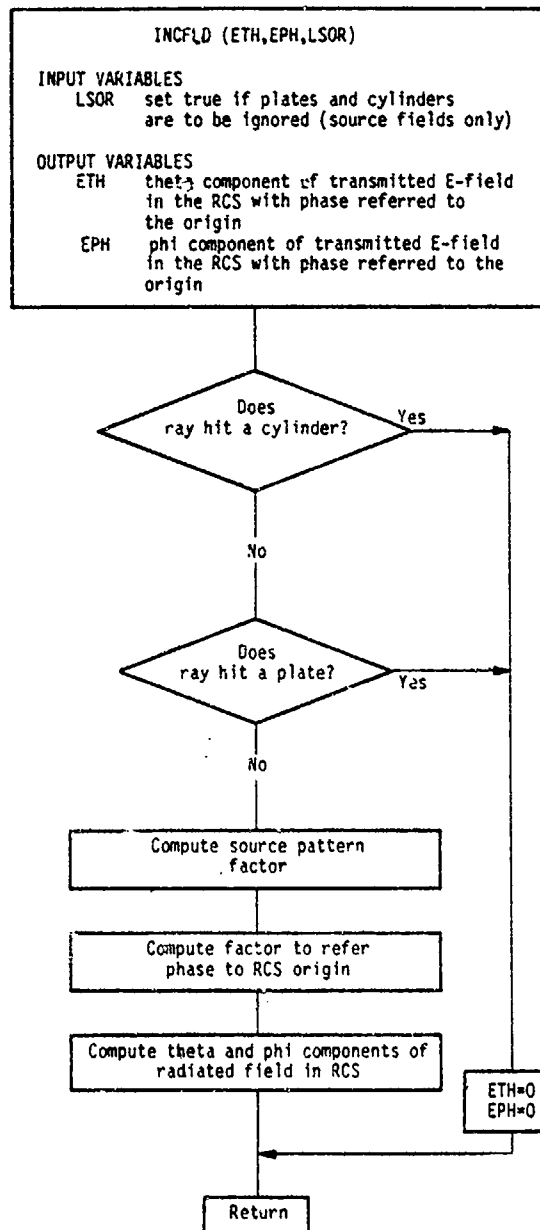 INCFLD (ETH,EPH,LSOR)
INPUT VARIABLES
LSOR set true if plates and cylinders
are to be ignored (source fields only)
OUTPUT VARIABLES
ETH theta component of transmitted E-field
in the RCS with phase referred to
the origin
EPH phi component of transmitted E-field
in the RCS with phase referred to the
origin
Does
ray hit a cylinder?
Yes
No
Does
ray hit a plate?
Yes
No
Compute source pattern
factor
Compute factor to refer
phase to RCS origin
Compute theta and phi components of
radiated field in RCS
ETH=0
EPH=0
Return